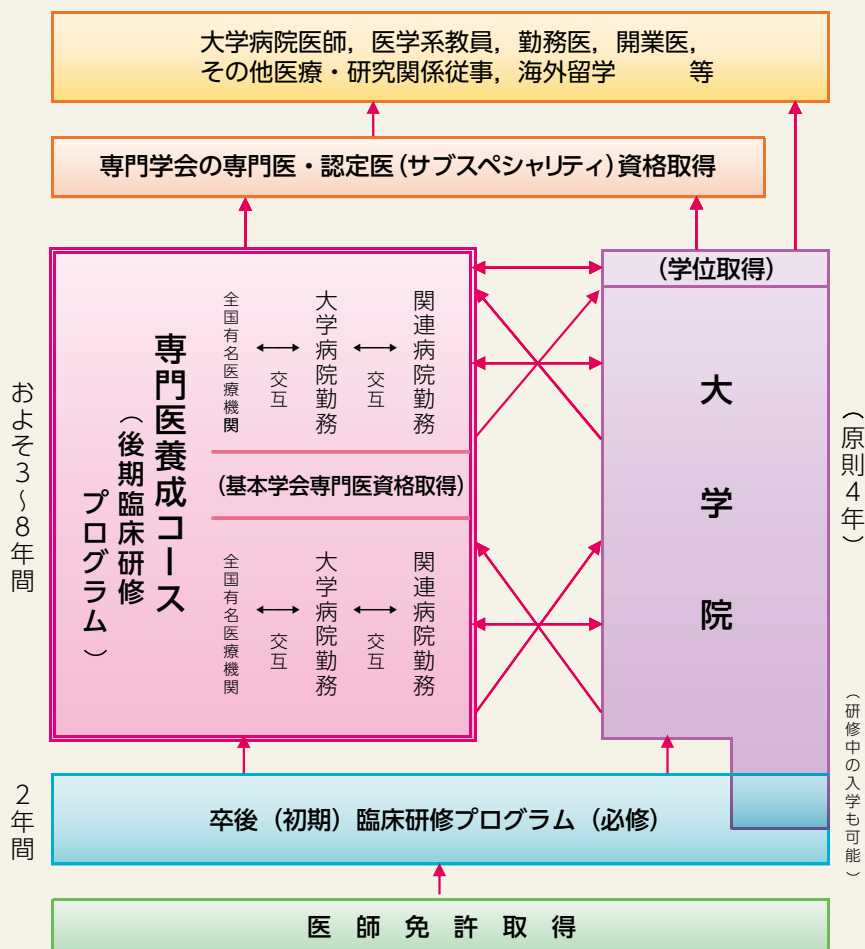 大学病院医師，医学系教員，勤務医，開業医，
その他医療・研究関係従事，海外留学　　等
専門学会の専門医・認定医（サブスペシャリティ）資格取得
およそ3～8年間
専門医養成コース
（後期臨床研修
プログラム）
全国有名医療機関
交互
大学病院勤務
交互
関連病院勤務
（基本学会専門医資格取得）
全国有名医療機関
交互
大学病院勤務
交互
関連病院勤務
（学位取得）
大学院
（原則4年）
（研修中の入学も可能）
2年間
卒後（初期）臨床研修プログラム（必修）
医師免許取得